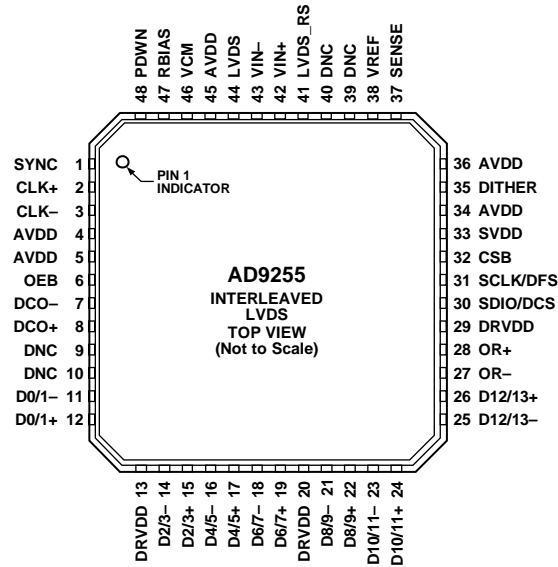 48 PDWN
47 RBIAS
46 VCM
45 AVDD
44 LVDS
43 VIN–
42 VIN+
41 LVDS_RS
40 DNC
39 DNC
38 VREF
37 SENSE
SYNC 1
CLK+ 2
CLK– 3
AVDD 4
AVDD 5
OEB 6
DCO– 7
DCO+ 8
DNC 9
DNC 10
D0/1– 11
D0/1+ 12
PIN 1
INDICATOR
AD9255
INTERLEAVED
LVDS
TOP VIEW
(Not to Scale)
36 AVDD
35 DITHER
34 AVDD
33 SVDD
32 CSB
31 SCLK/DFS
30 SDIO/DCS
29 DRVDD
28 OR+
27 OR–
26 D12/13+
25 D12/13–
DRVDD 13
D2/3– 14
D2/3+ 15
D4/5– 16
D4/5+ 17
D6/7– 18
D6/7+ 19
DRVDD 20
D8/9– 21
D8/9+ 22
D10/11– 23
D10/11+ 24